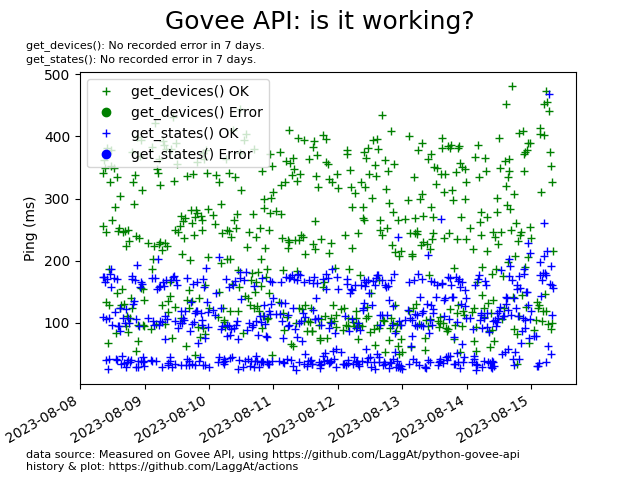 Govee API: is it working?
get_devices(): No recorded error in 7 days.
get_states(): No recorded error in 7 days.
500
400
300
200
100
Ping (ms)
get_devices() OK
get_devices() Error
get_states() OK
get_states() Error
2023-08-08
2023-08-09
2023-08-10
2023-08-11
2023-08-12
2023-08-13
2023-08-14
2023-08-15
data source: Measured on Govee API, using https://github.com/LaggAt/python-govee-api
history & plot: https://github.com/LaggAt/actions